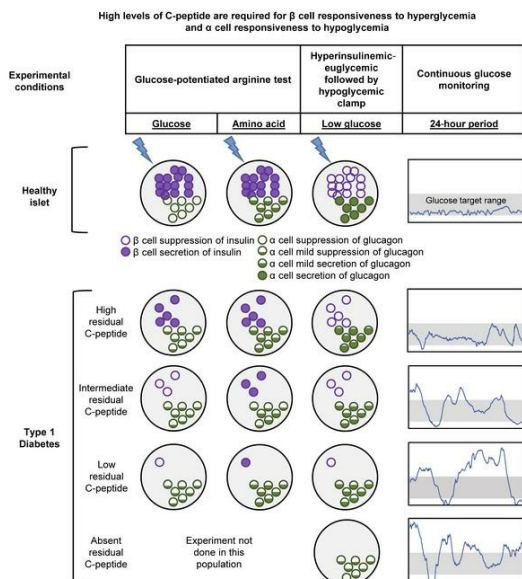 High levels of C-peptide are required for β cell responsiveness to hyperglycemia
and α cell responsiveness to hypoglycemia
Experimental
conditions
Glucose-potentiated arginine test
Hyperinsulinemic-
euglycemic
followed by
hypoglycemic
clamp
Continuous glucose
monitoring
Glucose
Amino acid
Low glucose
24-hour period
Healthy
islet
Glucose target range
β cell suppression of insulin
β cell secretion of insulin
α cell suppression of glucagon
α cell mild suppression of glucagon
α cell mild secretion of glucagon
α cell secretion of glucagon
Type 1
Diabetes
High
residual
C-peptide
Intermediate
residual
C-peptide
Low
residual
C-peptide
Absent
residual
C-peptide
Experiment not
done in this
population